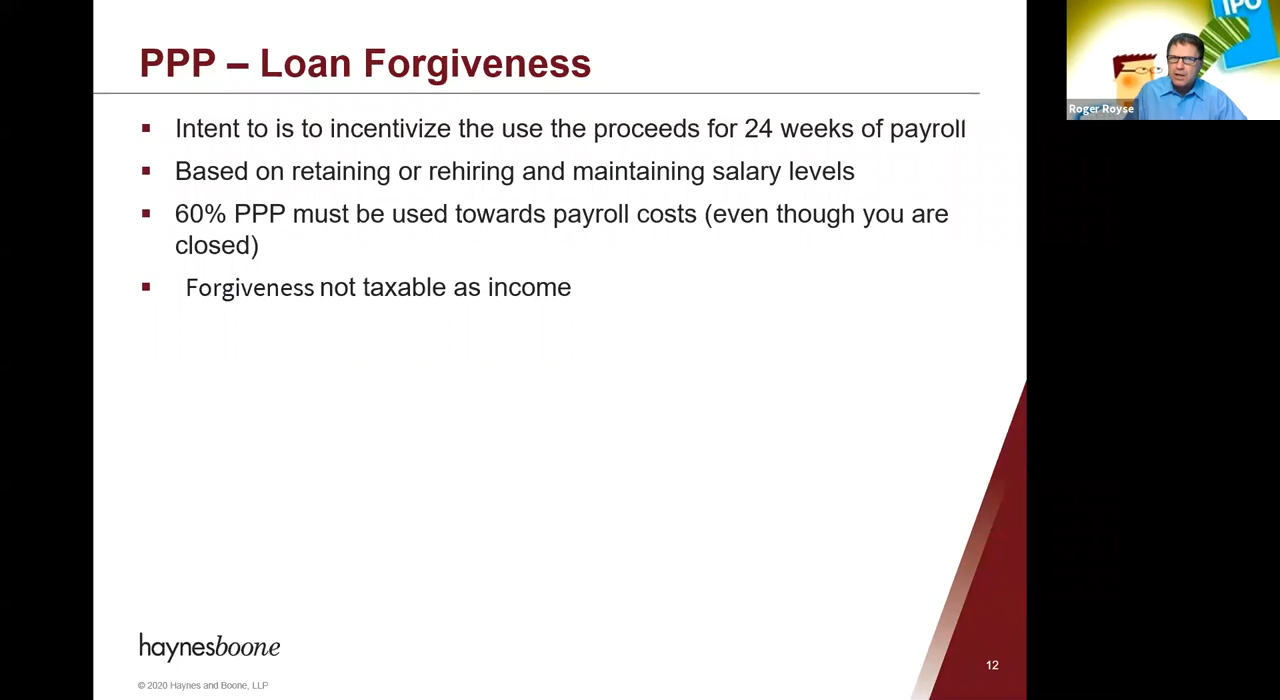 PPP – Loan Forgiveness
Intent to is to incentivize the use the proceeds for 24 weeks of payroll
Based on retaining or rehiring and maintaining salary levels
60% PPP must be used towards payroll costs (even though you are
closed)
Forgiveness not taxable as income
haynesboone
© 2020 Haynes and Boone, LLP
12
IPO
Roger Royse